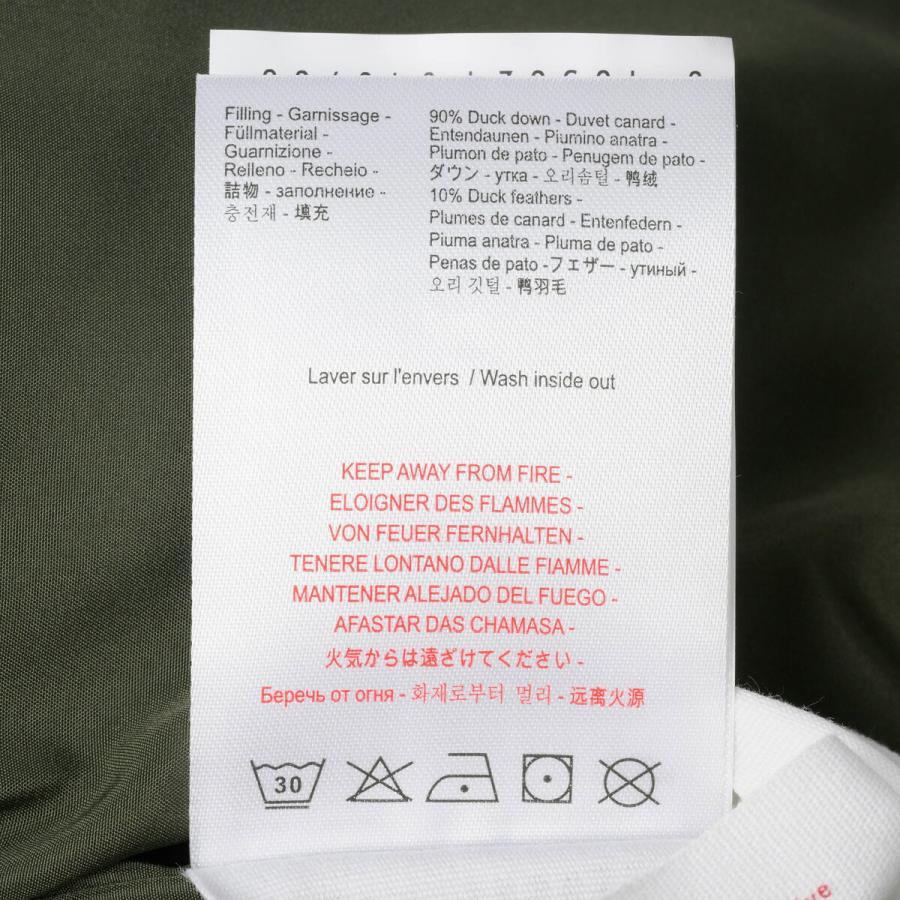 Filling - Garnissage -
Füllmaterial -
Guarnizione -
Relleno - Recheio -
詰物 - заполнение -
충전재 - 填充
90% Duck down - Duvet canard -
Entendaunen - Piumino anatra -
Plumon de pato - Penugem de pato -
ダウン - утка - 오리솜털 - 鸭绒
10% Duck feathers -
Plumes de canard - Entenfedern -
Piuma anatra - Pluma de pato -
Penas de pato -フェザー - утиный -
오리 깃털 - 鸭羽毛
Laver sur l'envers / Wash inside out
KEEP AWAY FROM FIRE -
ELOIGNER DES FLAMMES -
VON FEUER FERNHALTEN -
TENERE LONTANO DALLE FIAMME -
MANTENER ALEJADO DEL FUEGO -
AFASTAR DAS CHAMASA -
火気からは遠ざけてください -
Беречь от огня - 화재로부터 멀리 - 远离火源
30